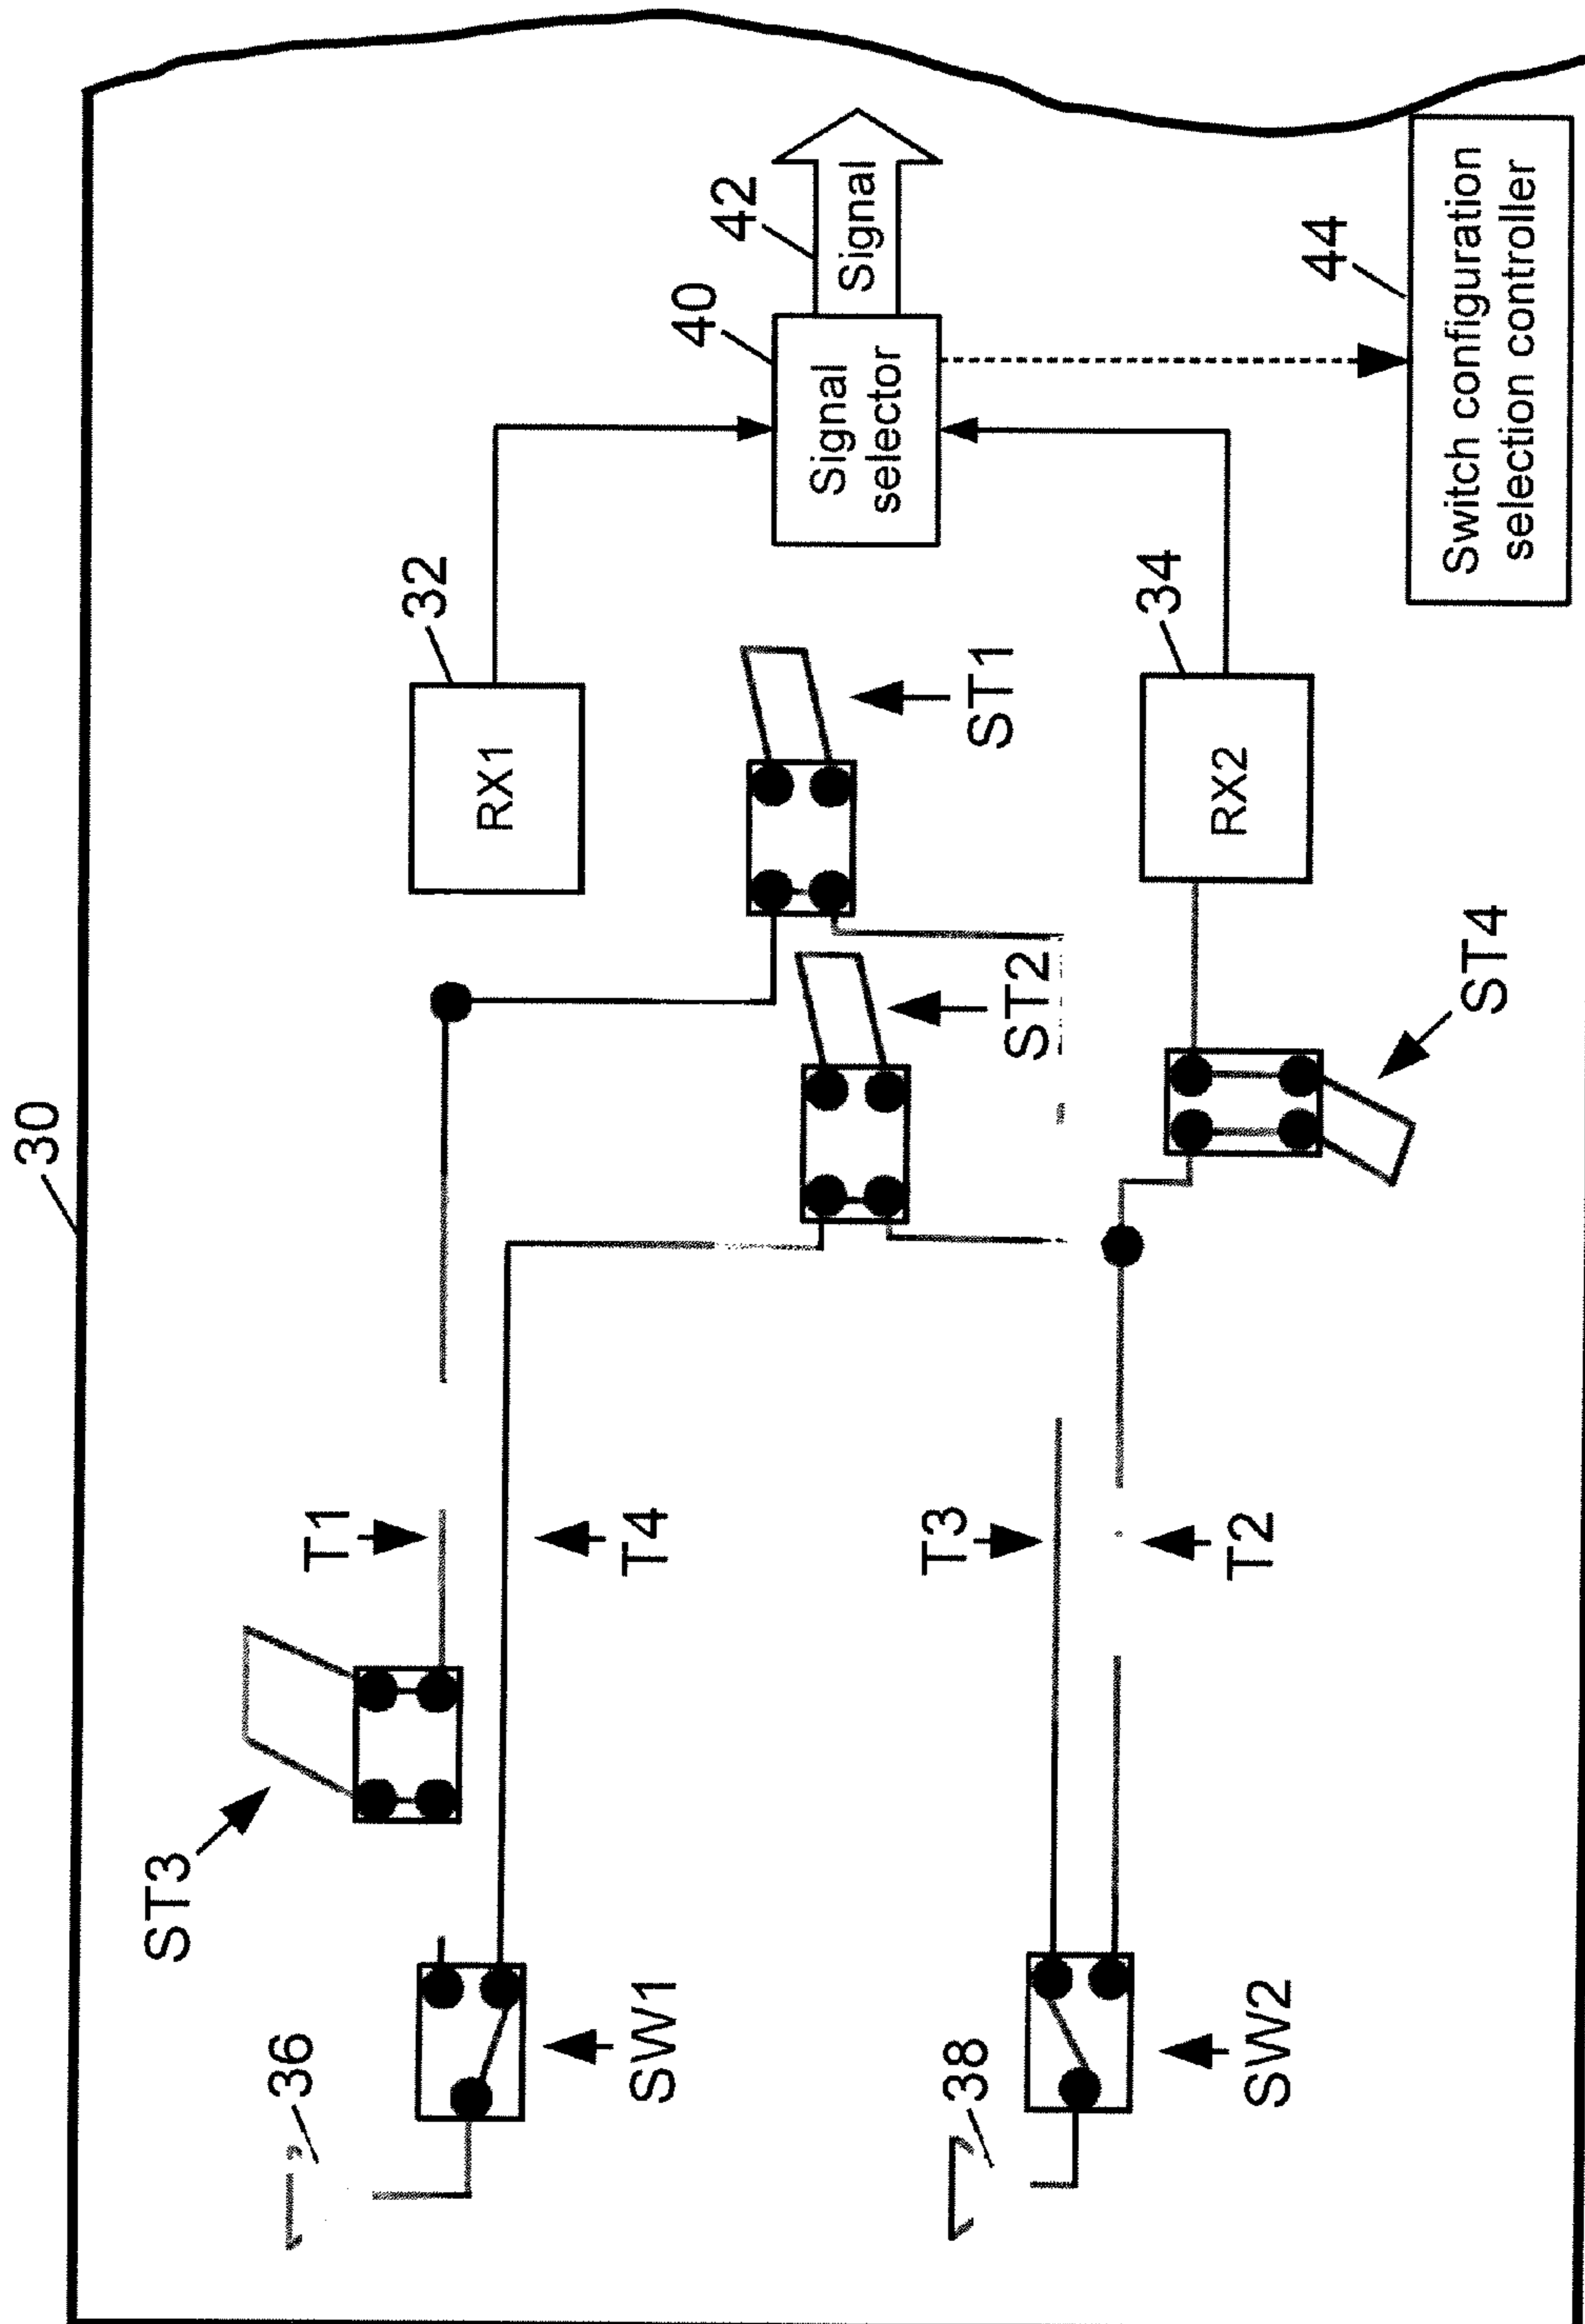 30
ST3
36
SW1
T1
T4
32
RX1
40
Signal
selector
42
Signal
ST1
ST2
38
SW2
T3
T2
34
RX2
ST4
44
Switch configuration
selection controller